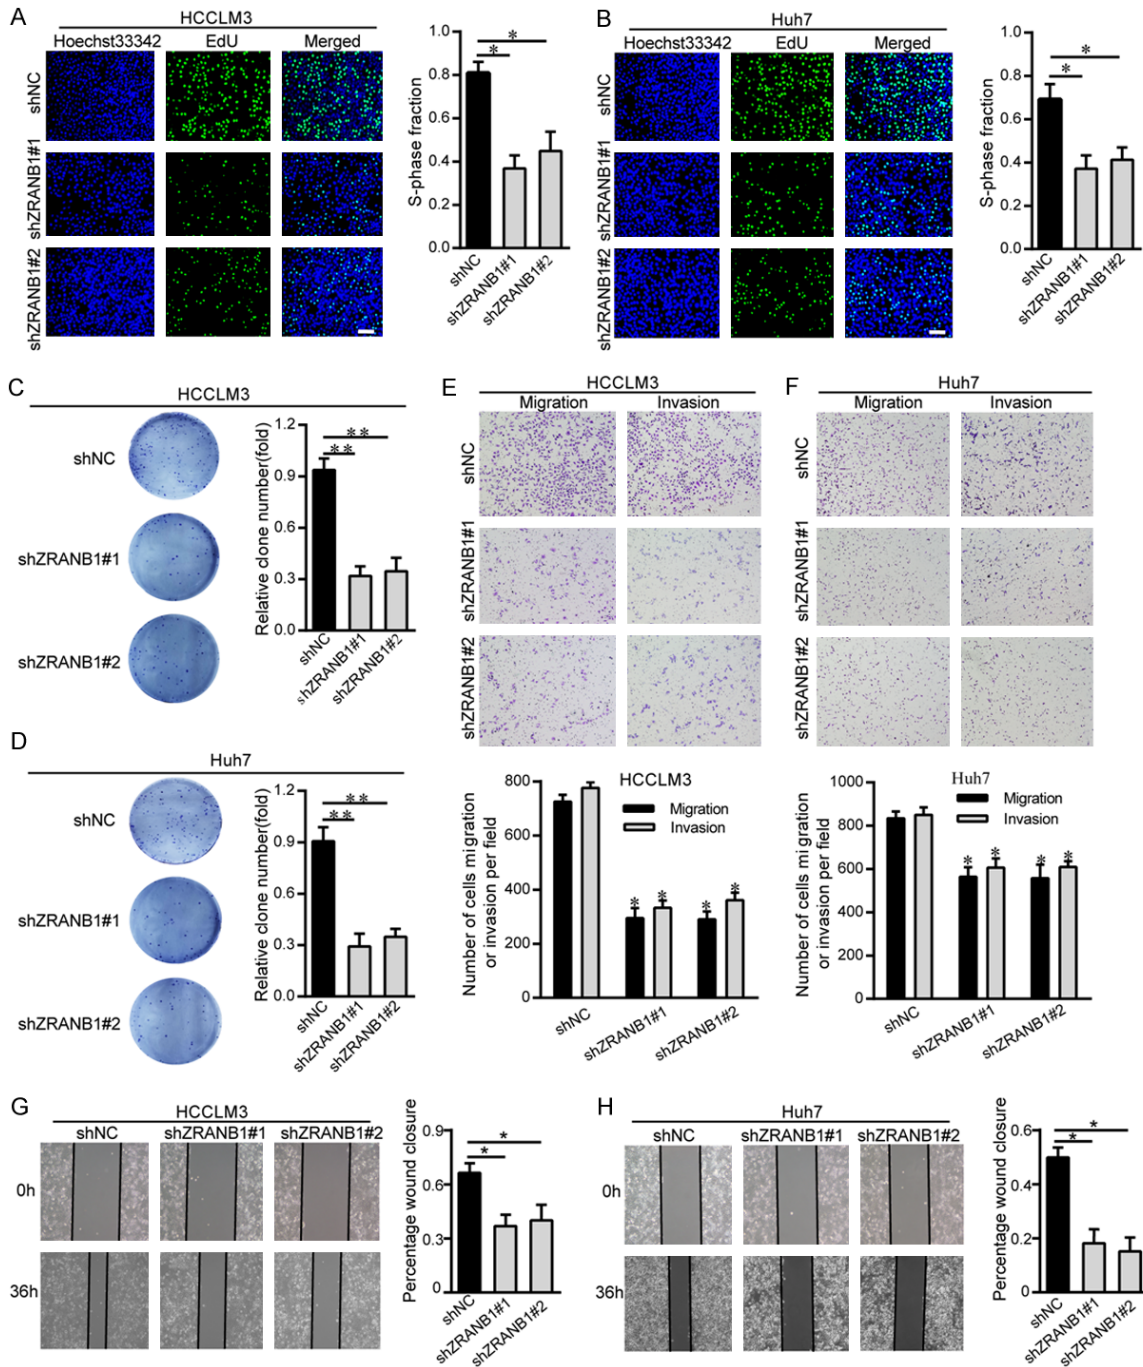 A
HCCLM3
Hoechst33342 EdU Merged
shNC
shZRANB1#1
shZRANB1#2
S-phase fraction
1.0
0.8
0.6
0.4
0.2
0.0
* *
shNC
shZRANB1#1
shZRANB1#2
B
Huh7
Hoechst33342 EdU Merged
shNC
shZRANB1#1
shZRANB1#2
S-phase fraction
1.0
0.8
0.6
0.4
0.2
0.0
* *
shNC
shZRANB1#1
shZRANB1#2
C
HCCLM3
shNC
shZRANB1#1
shZRANB1#2
Relative clone number(fold)
1.2
0.9
0.6
0.3
0.0
** **
shNC
shZRANB1#1
shZRANB1#2
D
Huh7
shNC
shZRANB1#1
shZRANB1#2
Relative clone number(fold)
1.2
0.9
0.6
0.3
0.0
** **
shNC
shZRANB1#1
shZRANB1#2
E
HCCLM3
Migration Invasion
shNC
shZRANB1#1
shZRANB1#2
HCCLM3
Migration
Invasion
Number of cells migration
or invasion per field
800
600
400
200
0
* * * *
shNC
shZRANB1#1
shZRANB1#2
F
Huh7
Migration Invasion
shNC
shZRANB1#1
shZRANB1#2
Huh7
Migration
Invasion
Number of cells migration
or invasion per field
1000
800
600
400
200
0
* * * *
shNC
shZRANB1#1
shZRANB1#2
G
HCCLM3
shNC shZRANB1#1 shZRANB1#2
0h
36h
Percentage wound closure
0.9
0.6
0.3
0
* *
shNC
shZRANB1#1
shZRANB1#2
H
Huh7
shNC shZRANB1#1 shZRANB1#2
0h
36h
Percentage wound closure
0.6
0.4
0.2
0
* *
shNC
shZRANB1#1
shZRANB1#2